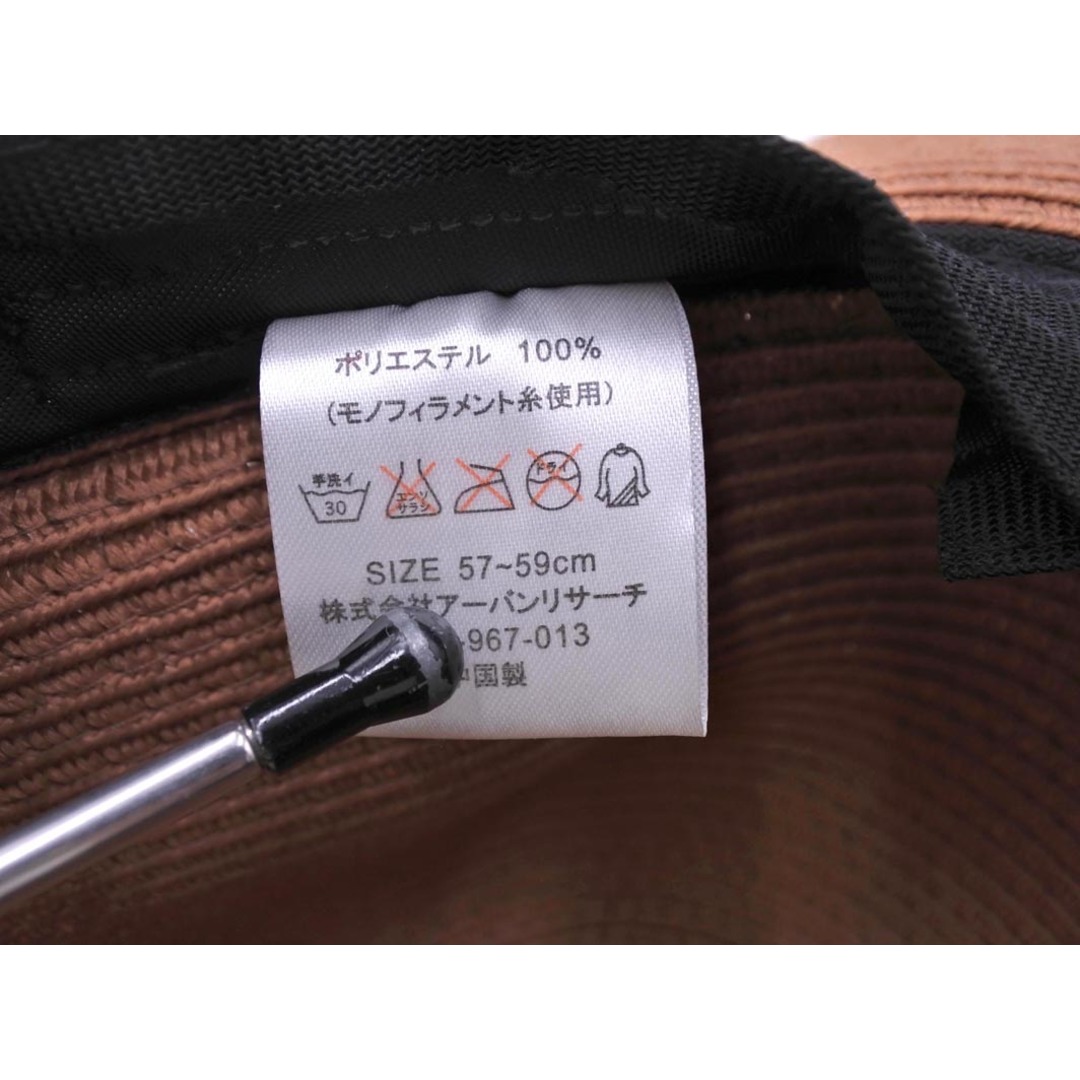 ポリエステル 100%
(モノフィラメント糸使用)
手洗イ 30 エンソサラシ ドライ
SIZE 57~59cm
株式会社アーバンリサーチ
-967-013
中国製